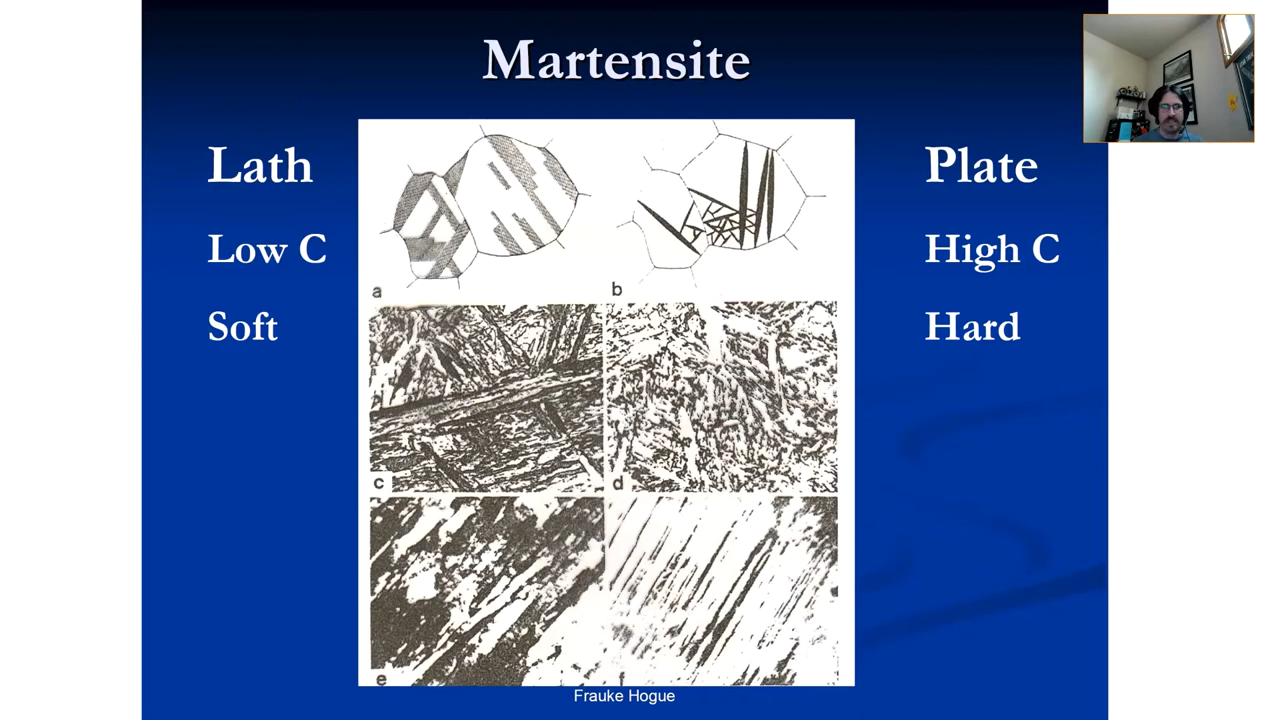 Martensite
Lath
Low C
Soft
Plate
High C
Hard
a
b
c
d
e
f
Frauke Hogue